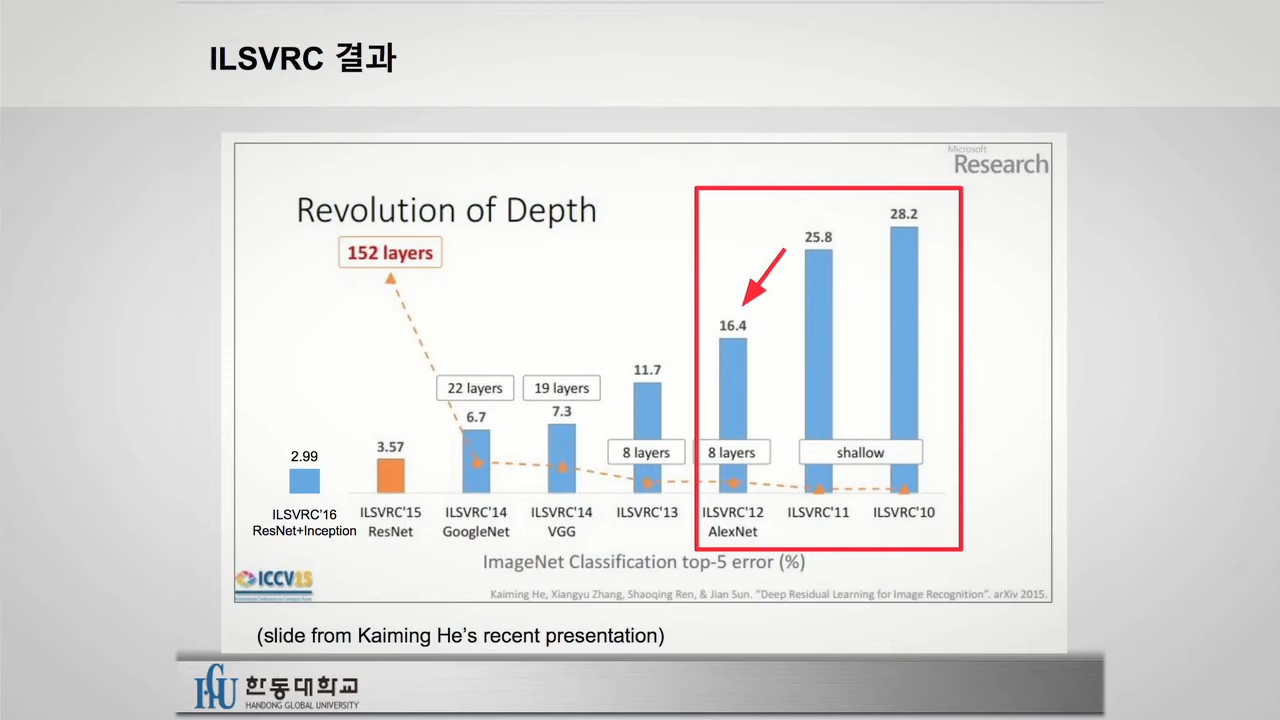 ILSVRC 결과
Microsoft
Research
Revolution of Depth
152 layers
28.2
25.8
16.4
11.7
22 layers
19 layers
6.7
7.3
3.57
2.99
8 layers
8 layers
shallow
ILSVRC'16
ResNet+Inception
ILSVRC'15
ResNet
ILSVRC'14
GoogleNet
ILSVRC'14
VGG
ILSVRC'13
ILSVRC'12
AlexNet
ILSVRC'11
ILSVRC'10
ImageNet Classification top-5 error (%)
ICCV15
Kaiming He, Xiangyu Zhang, Shaoqing Ren, & Jian Sun. "Deep Residual Learning for Image Recognition". arXiv 2015.
(slide from Kaiming He's recent presentation)
HGU 한동대학교
HANDONG GLOBAL UNIVERSITY